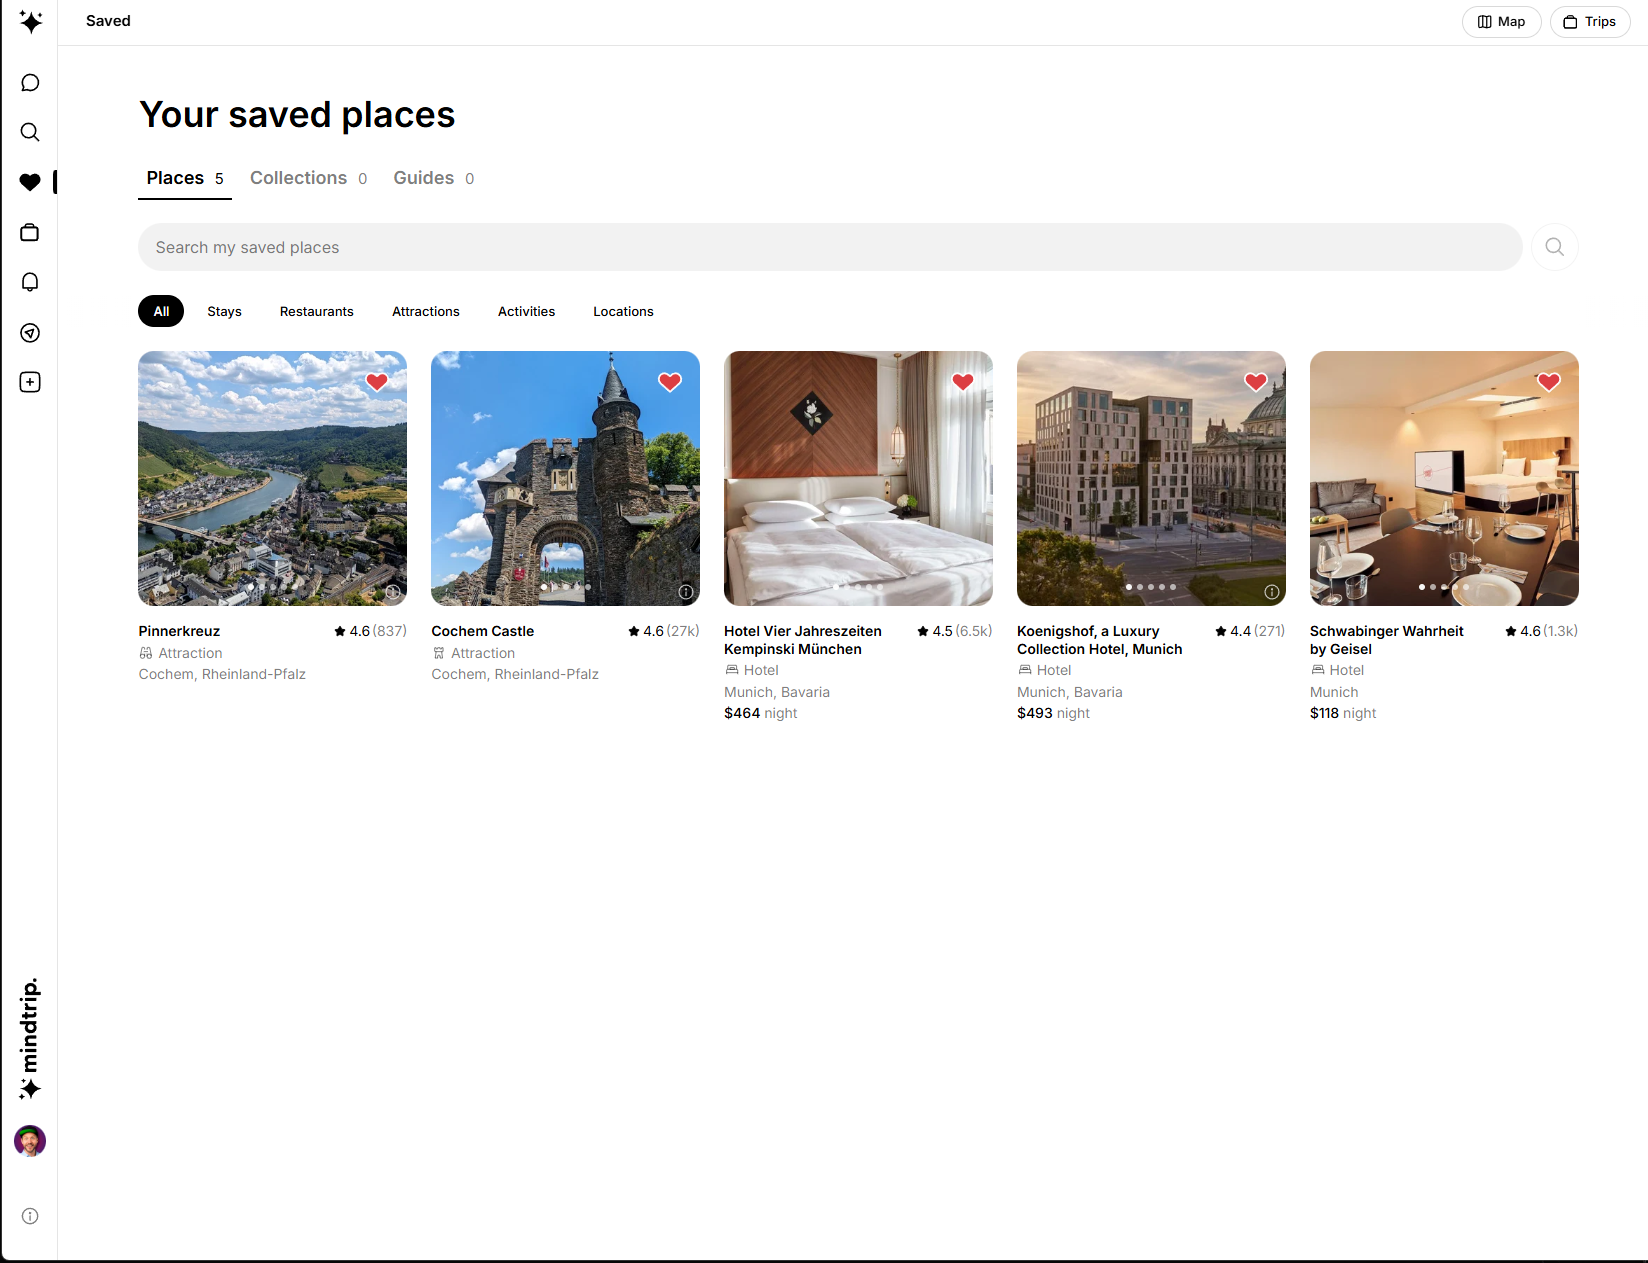 Saved
Map
Trips
Your saved places
Places 5
Collections 0
Guides 0
Search my saved places
All
Stays
Restaurants
Attractions
Activities
Locations
Pinnerkreuz
4.6 (837)
Attraction
Cochem, Rheinland-Pfalz
Cochem Castle
4.6 (27k)
Attraction
Cochem, Rheinland-Pfalz
Hotel Vier Jahreszeiten
Kempinski München
4.5 (6.5k)
Hotel
Munich, Bavaria
$464 night
Koenigshof, a Luxury
Collection Hotel, Munich
4.4 (271)
Hotel
Munich, Bavaria
$493 night
Schwabinger Wahrheit
by Geisel
4.6 (1.3k)
Hotel
Munich
$118 night
mindtrip.